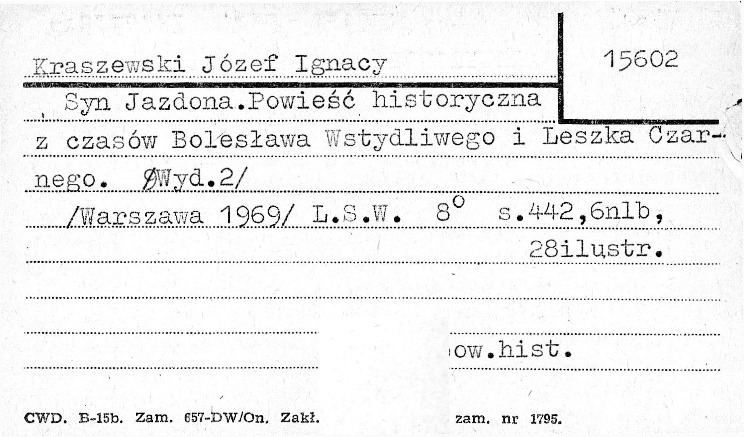 Kraszewski Józef Ignacy
15602
Syn Jazdona.Powieść historyczna
z czasów Bolesława Wstydliwego i Leszka Czar-
nego. /Wyd.2/
/Warszawa 1969/ L.S.W. 8° s.442,6nlb,
28ilustr.
ow.hist.
CWD. B-15b. Zam. 657-DW/On. Zakł. zam. nr 1795.